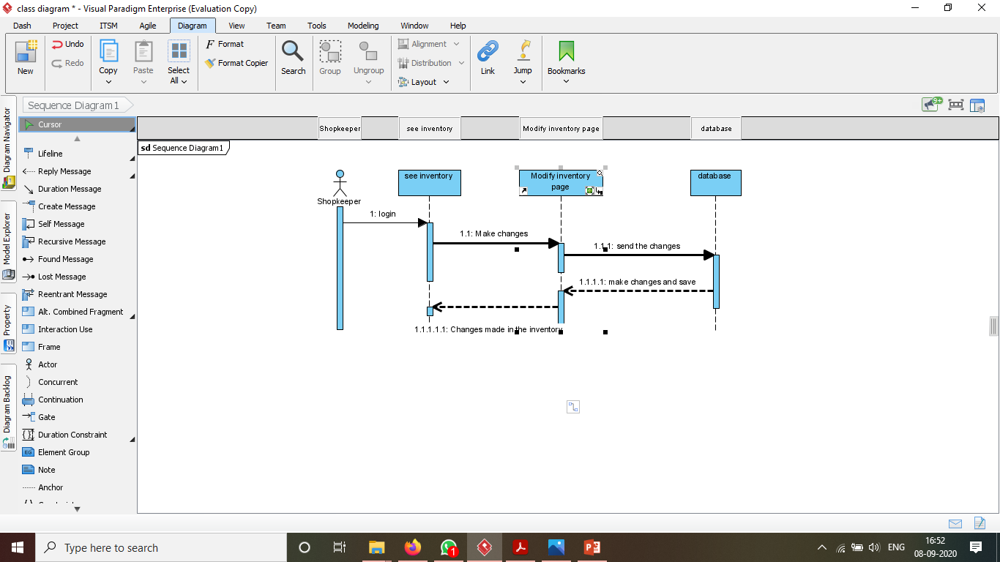 class diagram * - Visual Paradigm Enterprise (Evaluation Copy)
Dash Project ITSM Agile Diagram View Team Tools Modeling Window Help
New
Undo
Redo
Copy
Paste
Select
All
Format
Format Copier
Search
Group
Ungroup
Alignment
Distribution
Layout
Link
Jump
Bookmarks
Sequence Diagram1
9+
Diagram Navigator
Model Explorer
Property
Diagram Backlog
Cursor
Lifeline
Reply Message
Duration Message
Create Message
Self Message
Recursive Message
Found Message
Lost Message
Reentrant Message
Alt. Combined Fragment
Interaction Use
Frame
Actor
Concurrent
Continuation
Gate
Duration Constraint
EG Element Group
Note
Anchor
Shopkeeper see inventory Modify inventory page database
sd Sequence Diagram1
see inventory
Modify inventory
page
database
Shopkeeper
1: login
1.1: Make changes
1.1.1: send the changes
1.1.1.1: make changes and save
1.1.1.1.1: Changes made in the inventory
Type here to search
1
ENG
16:52
08-09-2020